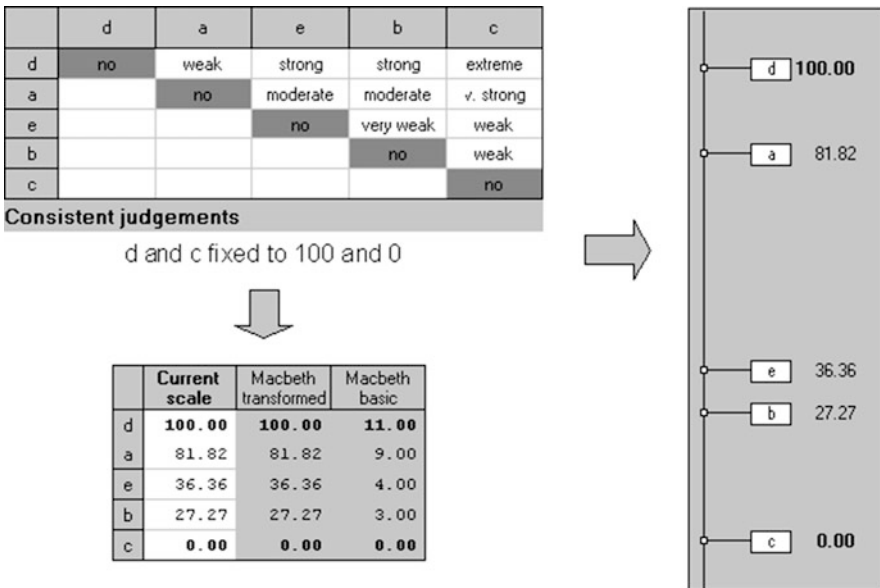 d a e b c
d no weak strong strong extreme
a no moderate moderate v. strong
e no very weak weak
b no weak
c no
Consistent judgements
d and c fixed to 100 and 0
Current scale Macbeth transformed Macbeth basic
d 100.00 100.00 11.00
a 81.82 81.82 9.00
e 36.36 36.36 4.00
b 27.27 27.27 3.00
c 0.00 0.00 0.00
d 100.00
a 81.82
e 36.36
b 27.27
c 0.00